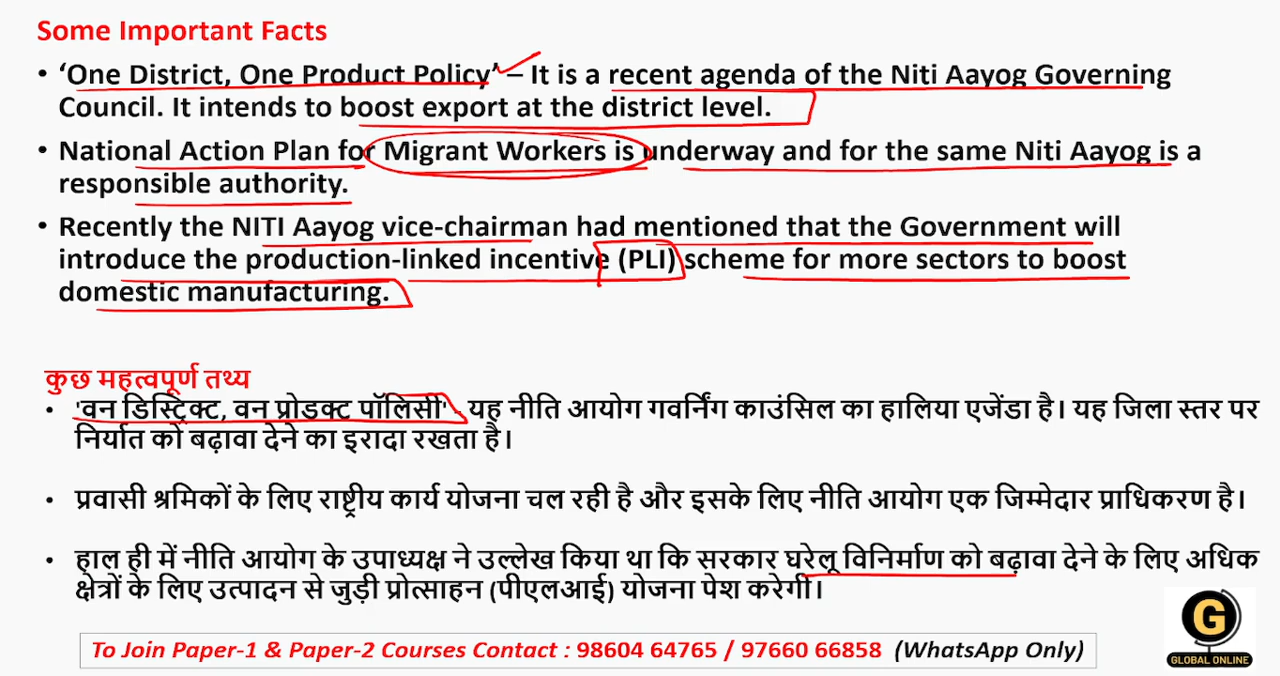 Some Important Facts
• ‘One District, One Product Policy’ – It is a recent agenda of the Niti Aayog Governing
Council. It intends to boost export at the district level.
• National Action Plan for Migrant Workers is underway and for the same Niti Aayog is a
responsible authority.
• Recently the NITI Aayog vice-chairman had mentioned that the Government will
introduce the production-linked incentive (PLI) scheme for more sectors to boost
domestic manufacturing.
कुछ महत्वपूर्ण तथ्य
• 'वन डिस्ट्रिक्ट, वन प्रोडक्ट पॉलिसी' - यह नीति आयोग गवर्निंग काउंसिल का हालिया एजेंडा है। यह जिला स्तर पर
निर्यात को बढ़ावा देने का इरादा रखता है।
• प्रवासी श्रमिकों के लिए राष्ट्रीय कार्य योजना चल रही है और इसके लिए नीति आयोग एक जिम्मेदार प्राधिकरण है।
• हाल ही में नीति आयोग के उपाध्यक्ष ने उल्लेख किया था कि सरकार घरेलू विनिर्माण को बढ़ावा देने के लिए अधिक
क्षेत्रों के लिए उत्पादन से जुड़ी प्रोत्साहन (पीएलआई) योजना पेश करेगी।
To Join Paper-1 & Paper-2 Courses Contact : 98604 64765 / 97660 66858 (WhatsApp Only)
G
GLOBAL ONLINE